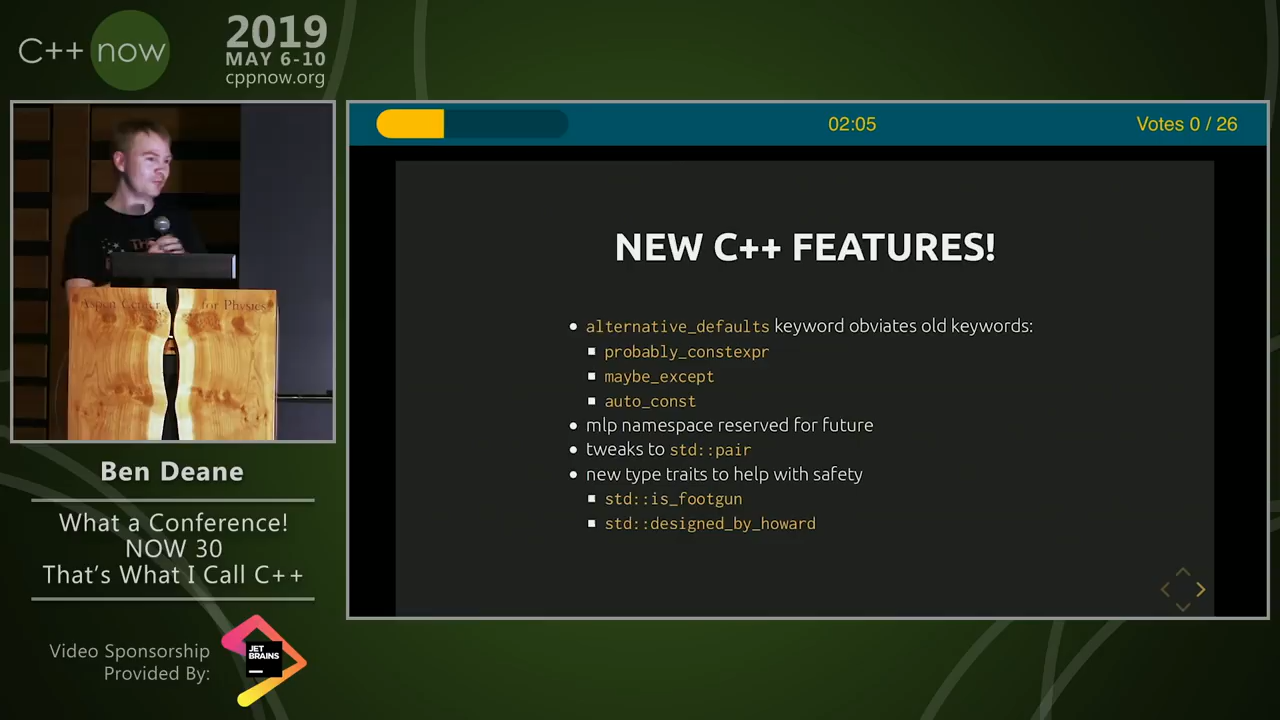 C++ now
2019
MAY 6-10
cppnow.org
02:05
Votes 0 / 26
NEW C++ FEATURES!
alternative_defaults keyword obviates old keywords:
probably_constexpr
maybe_except
auto_const
mlp namespace reserved for future
tweaks to std::pair
new type traits to help with safety
std::is_footgun
std::designed_by_howard
Aspen Center for Physics
Ben Deane
What a Conference!
NOW 30
That's What I Call C++
Video Sponsorship
Provided By:
JET
BRAINS